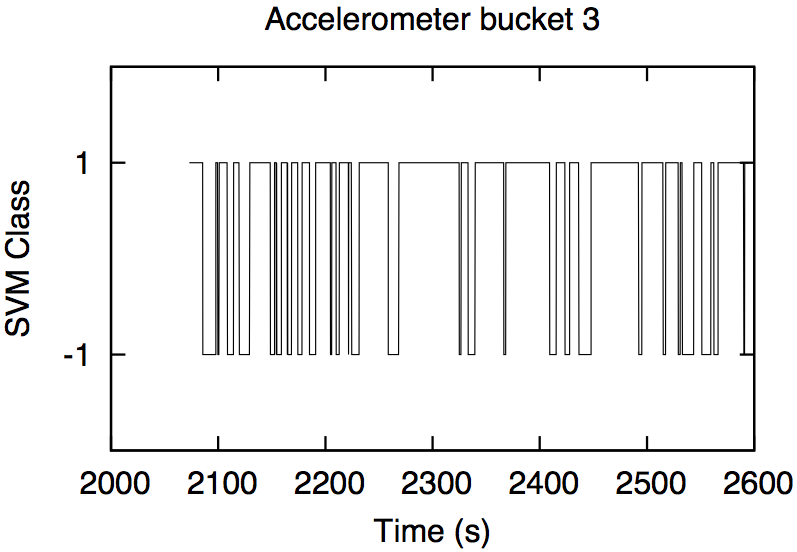 Accelerometer bucket 3
1
SVM Class
-1
2000 2100 2200 2300 2400 2500 2600
Time (s)